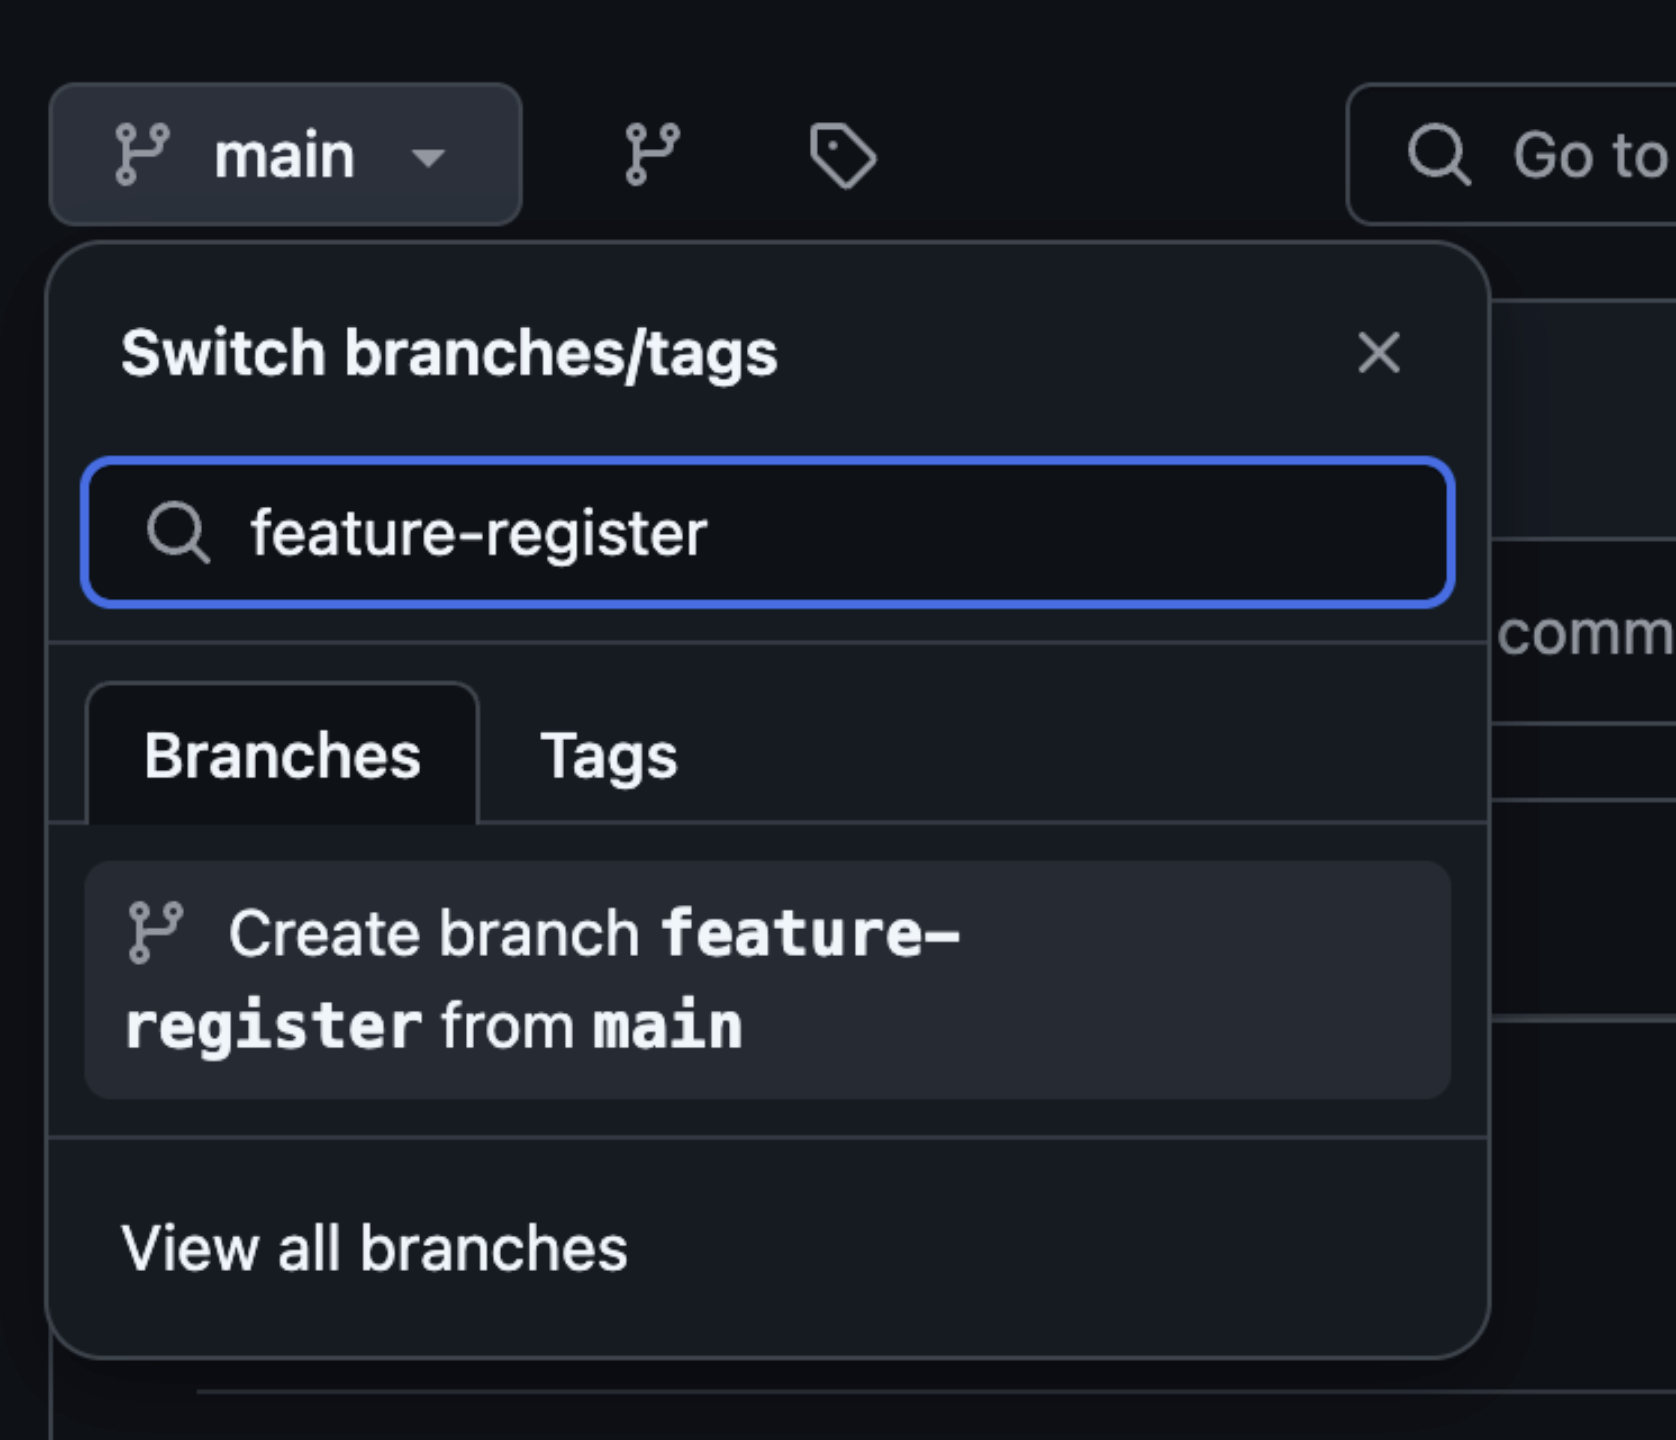 main
Go to
Switch branches/tags
feature-register
comm
Branches
Tags
Create branch feature-
register from main
View all branches